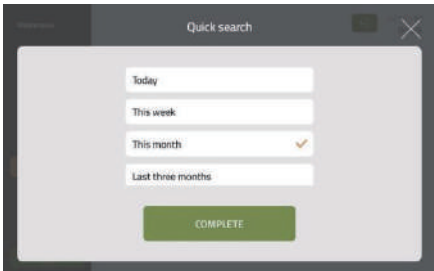 Quick search
Today
This week
This month
Last three months
COMPLETE